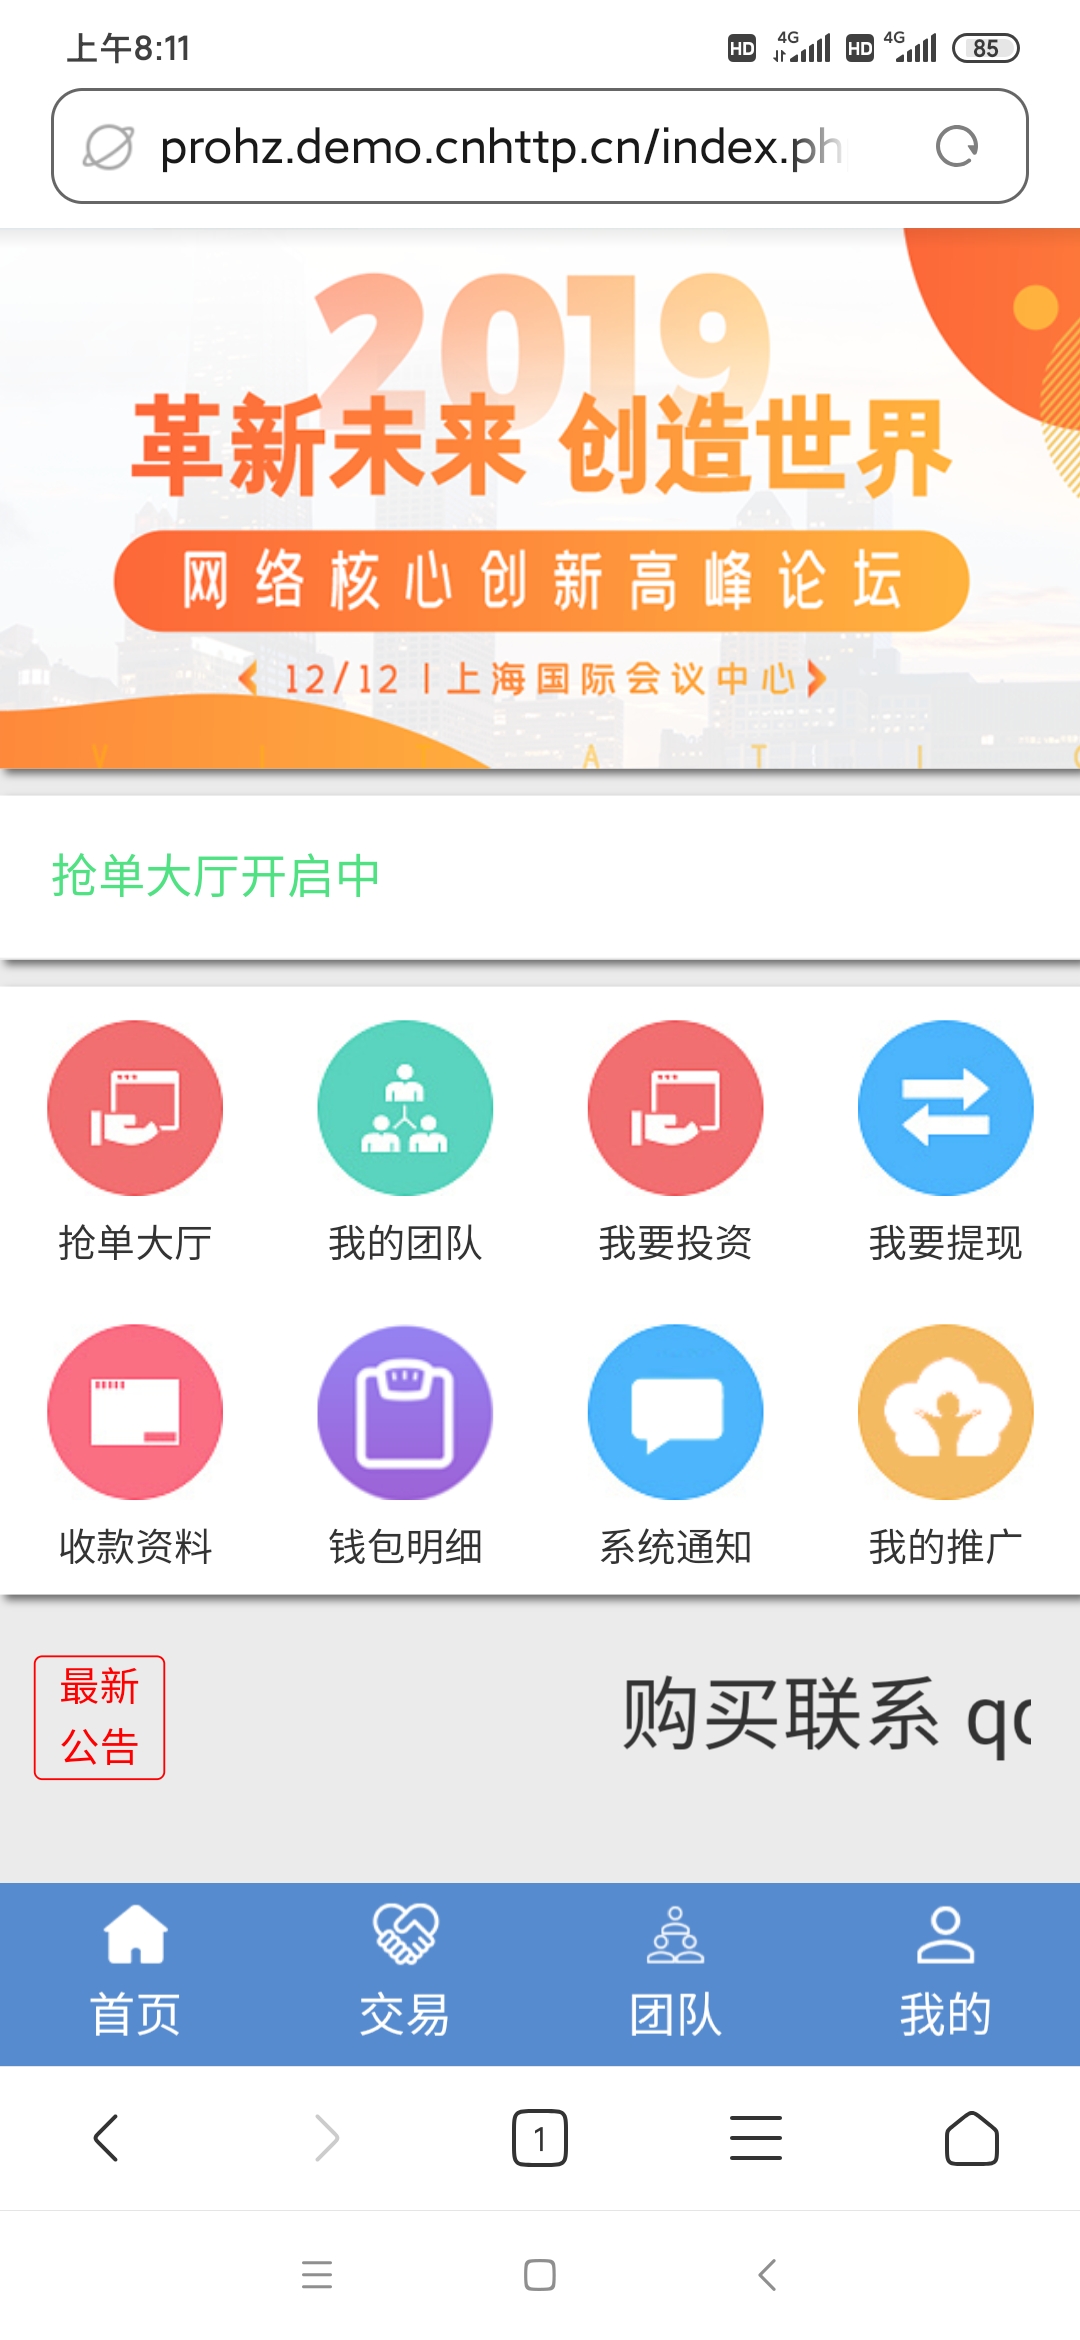 上午8:11
HD 4G HD 4G 85
prohz.demo.cnhttp.cn/index.ph
2019
革新未来 创造世界
网络核心创新高峰论坛
12/12 | 上海国际会议中心
V I T A T I
抢单大厅开启中
抢单大厅 我的团队 我要投资 我要提现
收款资料 钱包明细 系统通知 我的推广
最新
公告
购买联系 q
首页 交易 团队 我的
1